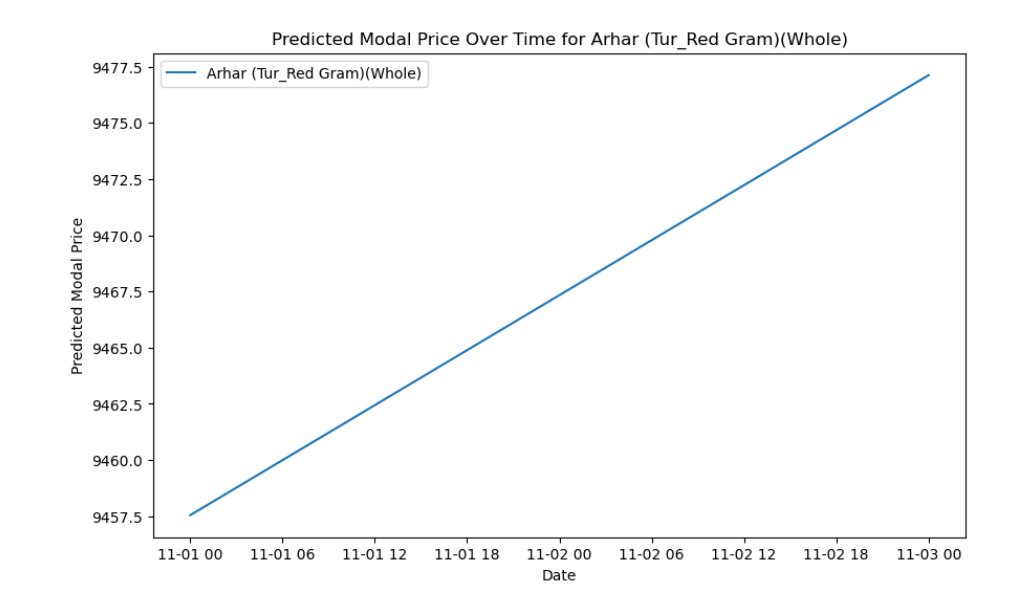 Predicted Modal Price Over Time for Arhar (Tur_Red Gram)(Whole)
Arhar (Tur_Red Gram)(Whole)
Predicted Modal Price
9477.5
9475.0
9472.5
9470.0
9467.5
9465.0
9462.5
9460.0
9457.5
11-01 00 11-01 06 11-01 12 11-01 18 11-02 00 11-02 06 11-02 12 11-02 18 11-03 00
Date